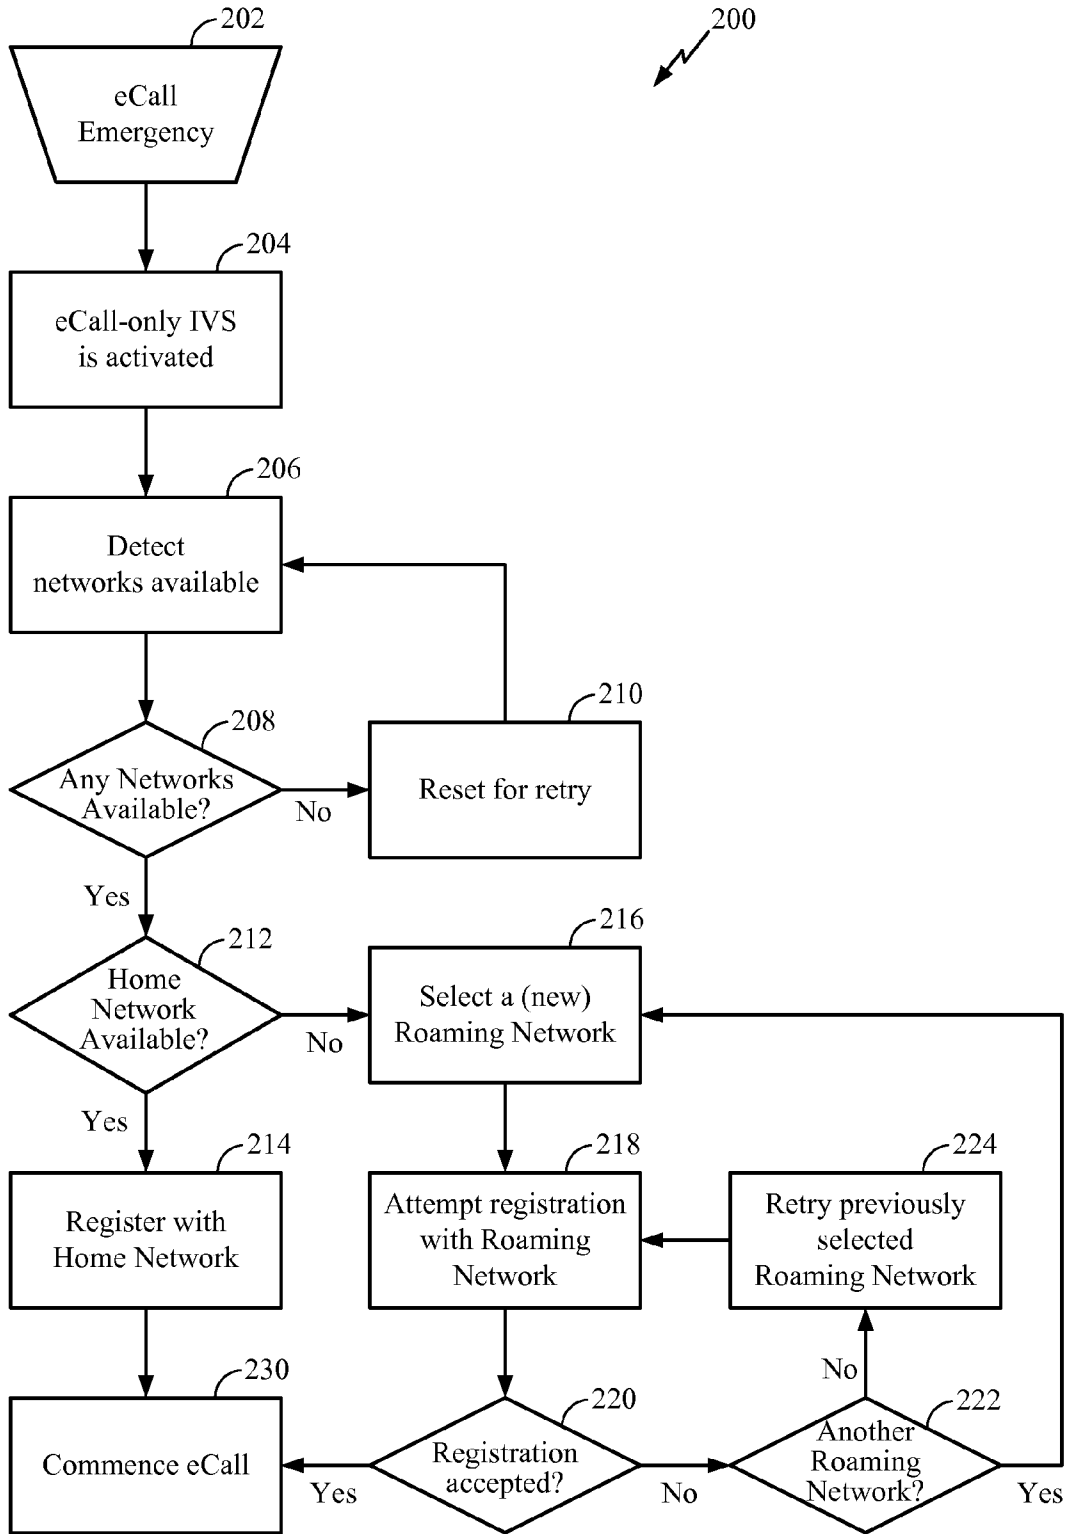 202
200
eCall
Emergency
204
eCall-only IVS
is activated
206
Detect
networks available
210
208
Any Networks
Available?
No
Reset for retry
Yes
216
212
Home
Network
Available?
No
Select a (new)
Roaming Network
Yes
214
218
224
Register with
Home Network
Attempt registration
with Roaming
Network
Retry previously
selected
Roaming Network
No
230
220
222
Commence eCall
Yes
Registration
accepted?
No
Another
Roaming
Network?
Yes